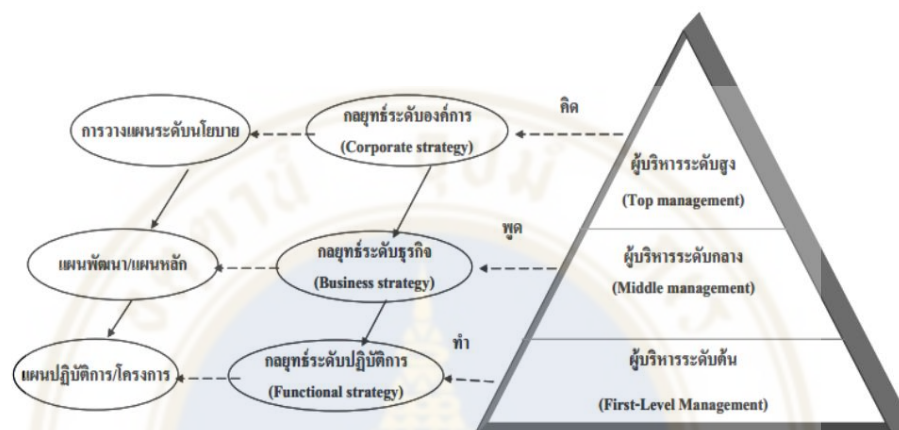 คิด
กลยุทธ์ระดับองค์การ
(Corporate strategy)
การวางแผนระดับนโยบาย
ผู้บริหารระดับสูง
(Top management)
พูด
กลยุทธ์ระดับธุรกิจ
(Business strategy)
แผนพัฒนา/แผนหลัก
ผู้บริหารระดับกลาง
(Middle management)
ทำ
กลยุทธ์ระดับปฏิบัติการ
(Functional strategy)
แผนปฏิบัติการ/โครงการ
ผู้บริหารระดับต้น
(First-Level Management)